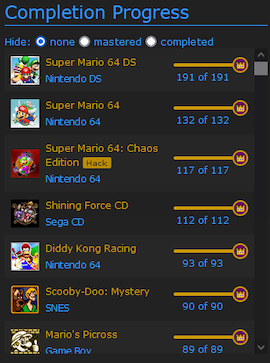 Completion Progress
Hide: none mastered completed
Super Mario 64 DS
Nintendo DS
191 of 191
Super Mario 64
Nintendo 64
132 of 132
Super Mario 64: Chaos
Edition Hack
Nintendo 64
117 of 117
Shining Force CD
Sega CD
112 of 112
Diddy Kong Racing
Nintendo 64
93 of 93
Scooby-Doo: Mystery
SNES
90 of 90
Mario's Picross
Game Boy
89 of 89